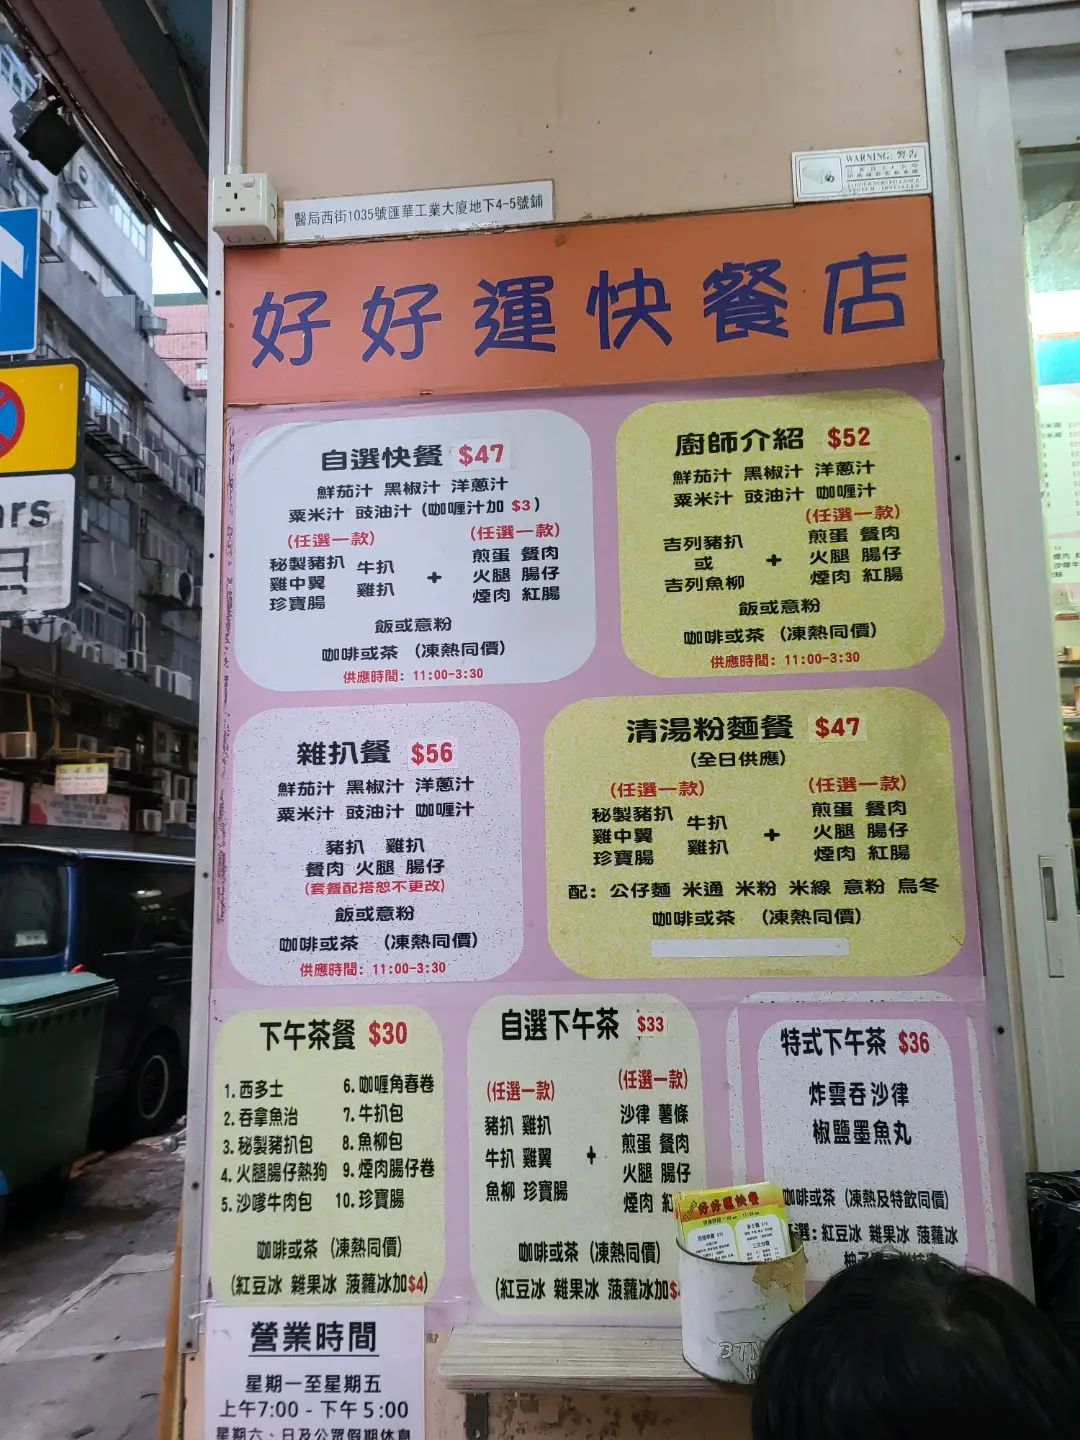 WARNING: 警告
醫局西街1035號匯華工業大廈地下4-5號鋪
好好運快餐店
自選快餐 $47
鮮茄汁 黑椒汁 洋蔥汁
粟米汁 豉油汁 (咖喱汁加 $3)
(任選一款) (任選一款)
秘製豬扒 牛扒 煎蛋 餐肉
雞中翼 雞扒 + 火腿 腸仔
珍寶腸 煙肉 紅腸
飯或意粉
咖啡或茶 (凍熱同價)
供應時間: 11:00-3:30
廚師介紹 $52
鮮茄汁 黑椒汁 洋蔥汁
粟米汁 豉油汁 咖喱汁
(任選一款)
吉列豬扒 煎蛋 餐肉
或 + 火腿 腸仔
吉列魚柳 煙肉 紅腸
飯或意粉
咖啡或茶 (凍熱同價)
供應時間: 11:00-3:30
雜扒餐 $56
鮮茄汁 黑椒汁 洋蔥汁
粟米汁 豉油汁 咖喱汁
豬扒 雞扒
餐肉 火腿 腸仔
(套餐配搭恕不更改)
飯或意粉
咖啡或茶 (凍熱同價)
供應時間: 11:00-3:30
清湯粉麵餐 $47
(全日供應)
(任選一款) (任選一款)
秘製豬扒 牛扒 煎蛋 餐肉
雞中翼 雞扒 + 火腿 腸仔
珍寶腸 煙肉 紅腸
配: 公仔麵 米通 米粉 米線 意粉 烏冬
咖啡或茶 (凍熱同價)
下午茶餐 $30
1. 西多士 6. 咖喱角春卷
2. 吞拿魚治 7. 牛扒包
3. 秘製豬扒包 8. 魚柳包
4. 火腿腸仔熱狗 9. 煙肉腸仔卷
5. 沙嗲牛肉包 10. 珍寶腸
咖啡或茶 (凍熱同價)
(紅豆冰 雜果冰 菠蘿冰加$4)
自選下午茶 $33
(任選一款) (任選一款)
豬扒 雞扒 沙律 薯條
牛扒 雞翼 + 煎蛋 餐肉
魚柳 珍寶腸 火腿 腸仔
煙肉 紅
咖啡或茶 (凍熱同價)
(紅豆冰 雜果冰 菠蘿冰加$
特式下午茶 $36
炸雲吞沙律
椒鹽墨魚丸
咖啡或茶 (凍熱及特飲同價)
選: 紅豆冰 雜果冰 菠蘿冰
好好運快餐
營業時間
星期一至星期五
上午7:00 - 下午5:00
星期六、日及公眾假期休息